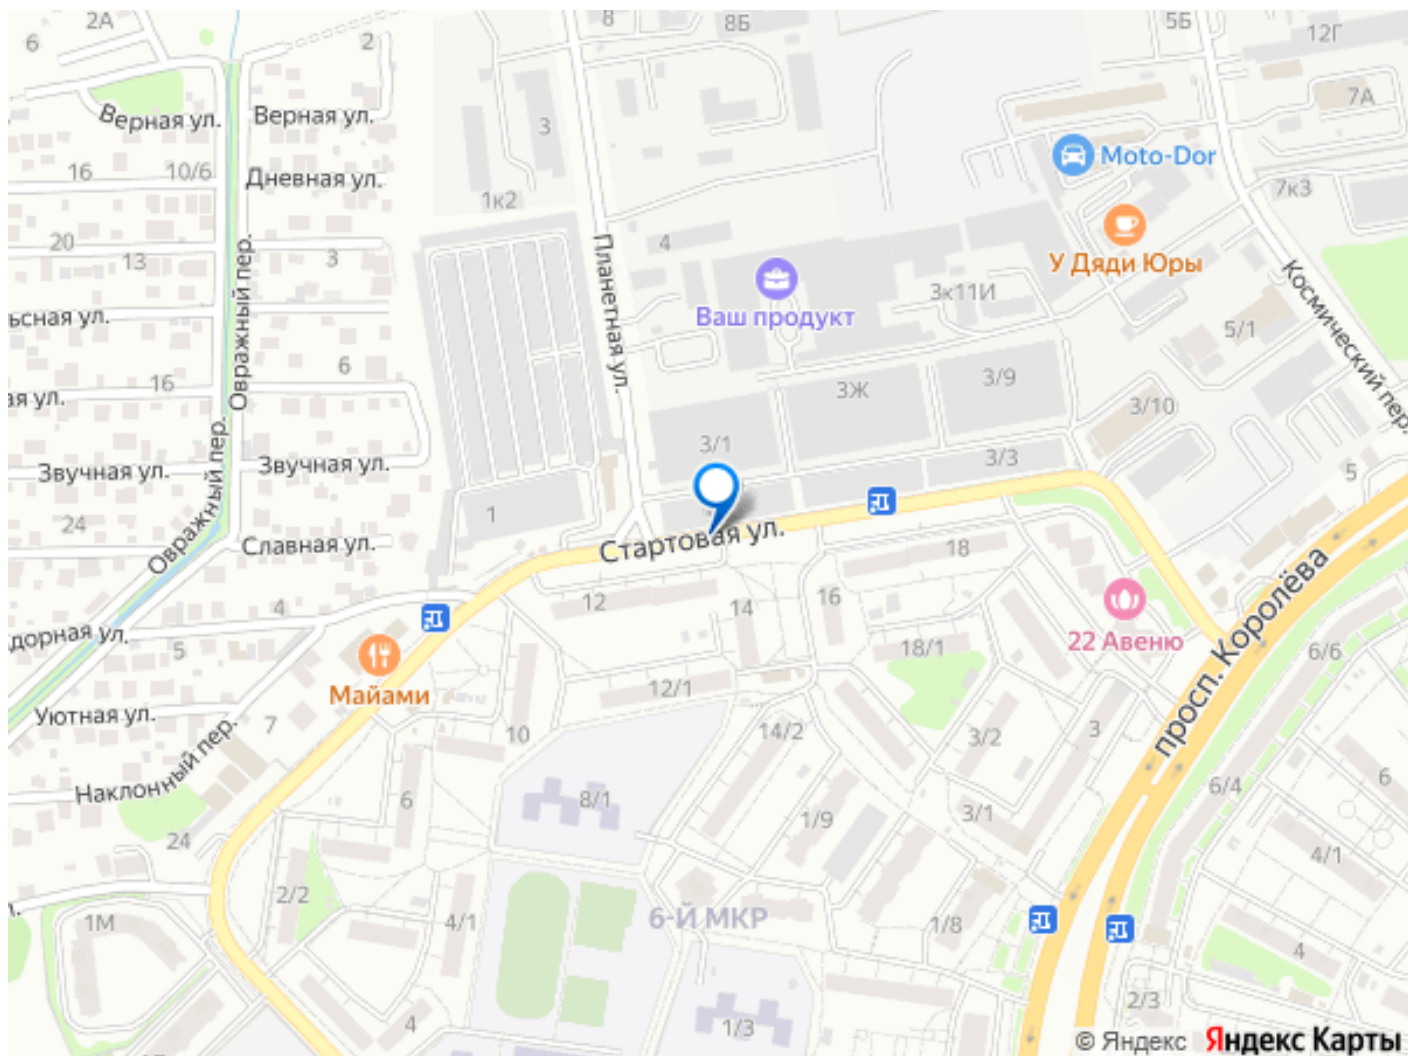 2А
8
8Б
5Б
12Г
6
2
7А
Верная ул.
Верная ул.
3
Moto-Dor
16
10/6
Дневная ул.
1к2
7к3
Овражный пер.
20
13
3
Планетная ул.
4
У Дяди Юры
Космический пер.
3к11И
Ваш продукт
ьсная ул.
5/1
6
16
ая ул.
3Ж
3/9
3/10
3/1
Звучная ул.
Звучная ул.
3/3
5
Овражный пер.
24
1
Славная ул.
Стартовая ул.
18
просп. Королёва
4
12
14
16
дорная ул.
5
18/1
22 Авеню
6/6
Майами
12/1
Уютная ул.
7
Наклонный пер.
10
14/2
3/2
3
6/4
6
6
8/1
1/9
3/1
24
4/1
2/2
1М
4/1
6-Й МКР
1/8
4
4
1/3
2/3
© Яндекс Яндекс Карты